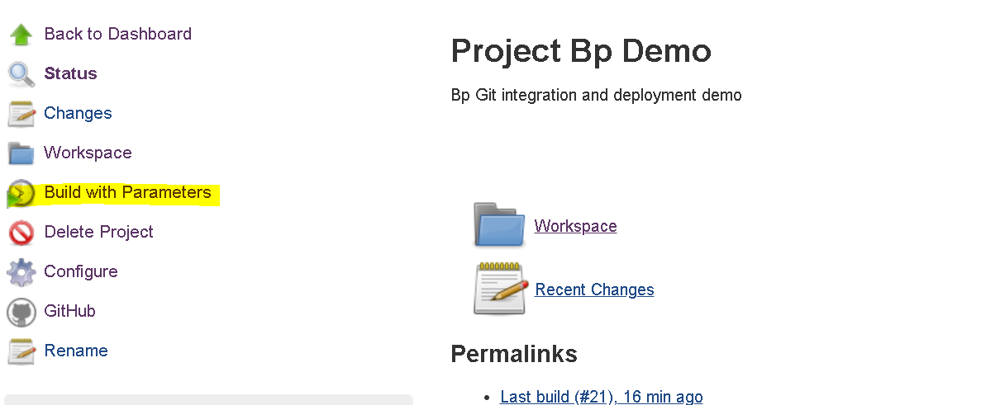 Back to Dashboard
Status
Changes
Workspace
Build with Parameters
Delete Project
Configure
GitHub
Rename
Project Bp Demo
Bp Git integration and deployment demo
Workspace
Recent Changes
Permalinks
Last build (#21), 16 min ago